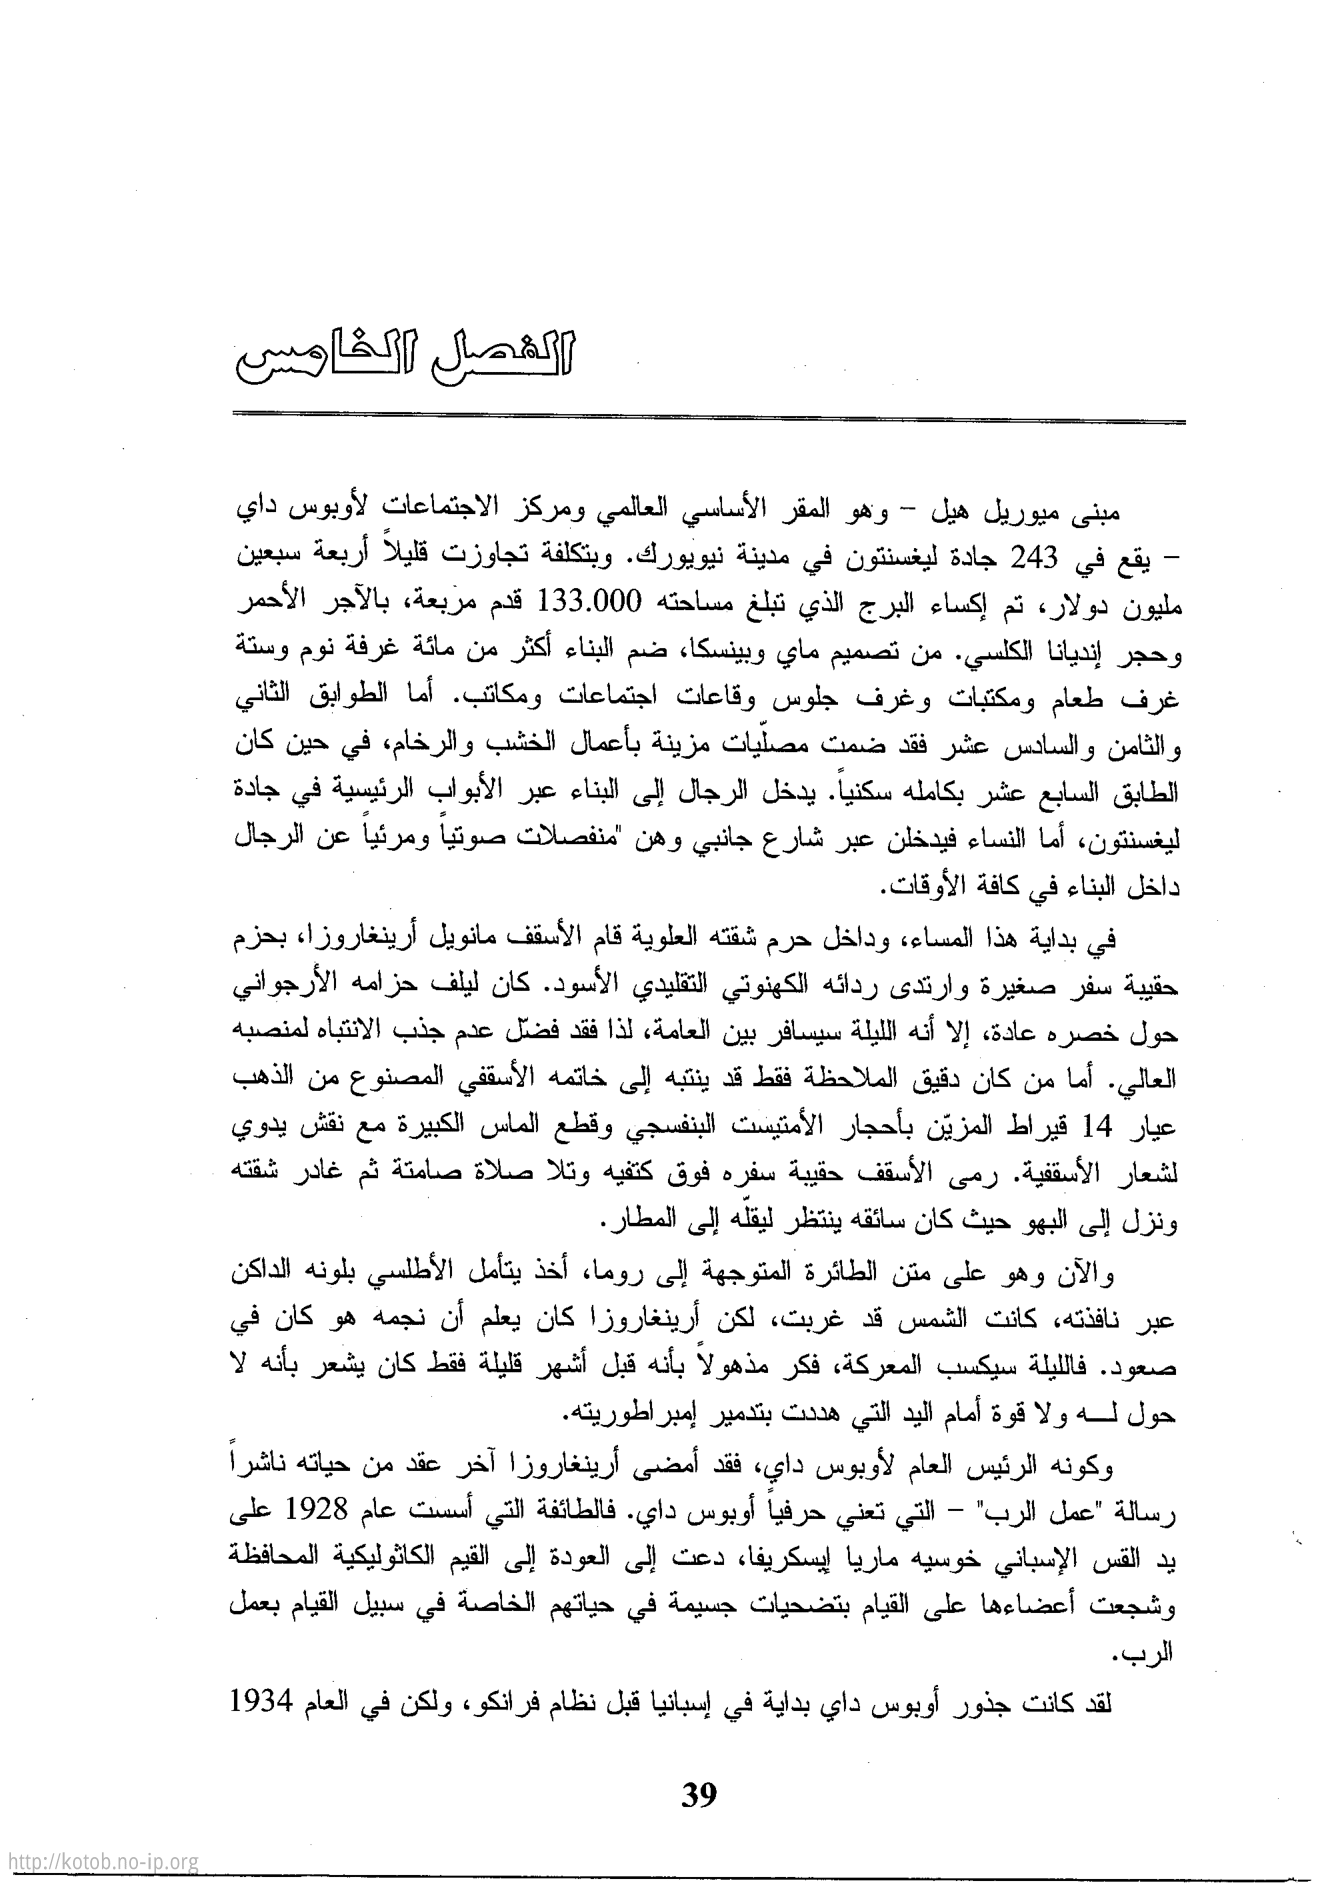 الفصل الخامس
مبنى ميوريل هيل – وهو المقر الأساسي العالمي ومركز الاجتماعات لأوبوس داي
– يقع في 243 جادة ليغسنتون في مدينة نيويورك. وبتكلفة تجاوزت قليلاً أربعة سبعين
مليون دولار، تم إكساء البرج الذي تبلغ مساحته 133.000 قدم مربعة، بالآجر الأحمر
وحجر إنديانا الكلسي. من تصميم ماي وبينسكا، ضم البناء أكثر من مائة غرفة نوم وستة
غرف طعام ومكتبات وغرف جلوس وقاعات اجتماعات ومكاتب. أما الطوابق الثاني
والثامن والسادس عشر فقد ضمت مصلّيات مزينة بأعمال الخشب والرخام، في حين كان
الطابق السابع عشر بكامله سكنياً. يدخل الرجال إلى البناء عبر الأبواب الرئيسية في جادة
ليغسنتون، أما النساء فيدخلن عبر شارع جانبي وهن "منفصلات صوتياً ومرئياً عن الرجال
داخل البناء في كافة الأوقات.
في بداية هذا المساء، وداخل حرم شقته العلوية قام الأسقف مانويل أرينغاروزا، بحزم
حقيبة سفر صغيرة وارتدى ردائه الكهنوتي التقليدي الأسود. كان ليلف حزامه الأرجواني
حول خصره عادة، إلا أنه الليلة سيسافر بين العامة، لذا فقد فضّل عدم جذب الانتباه لمنصبه
العالي. أما من كان دقيق الملاحظة فقط قد ينتبه إلى خاتمه الأسقفي المصنوع من الذهب
عيار 14 قيراط المزيّن بأحجار الأمتيست البنفسجي وقطع الماس الكبيرة مع نقش يدوي
لشعار الأسقفية. رمى الأسقف حقيبة سفره فوق كتفيه وتلا صلاة صامتة ثم غادر شقته
ونزل إلى البهو حيث كان سائقه ينتظر ليقلّه إلى المطار.
والآن وهو على متن الطائرة المتوجهة إلى روما، أخذ يتأمل الأطلسي بلونه الداكن
عبر نافذته، كانت الشمس قد غربت، لكن أرينغاروزا كان يعلم أن نجمه هو كان في
صعود. فالليلة سيكسب المعركة، فكر مذهولاً بأنه قبل أشهر قليلة فقط كان يشعر بأنه لا
حول لـــه ولا قوة أمام اليد التي هددت بتدمير إمبراطوريته.
وكونه الرئيس العام لأوبوس داي، فقد أمضى أرينغاروزا آخر عقد من حياته ناشراً
رسالة "عمل الرب" – التي تعني حرفياً أوبوس داي. فالطائفة التي أسست عام 1928 على
يد القس الإسباني خوسيه ماريا إيسكريفا، دعت إلى العودة إلى القيم الكاثوليكية المحافظة
وشجعت أعضاءها على القيام بتضحيات جسيمة في حياتهم الخاصة في سبيل القيام بعمل
الرب.
لقد كانت جذور أوبوس داي بداية في إسبانيا قبل نظام فرانكو، ولكن في العام 1934
39
http://kotob.no-ip.org